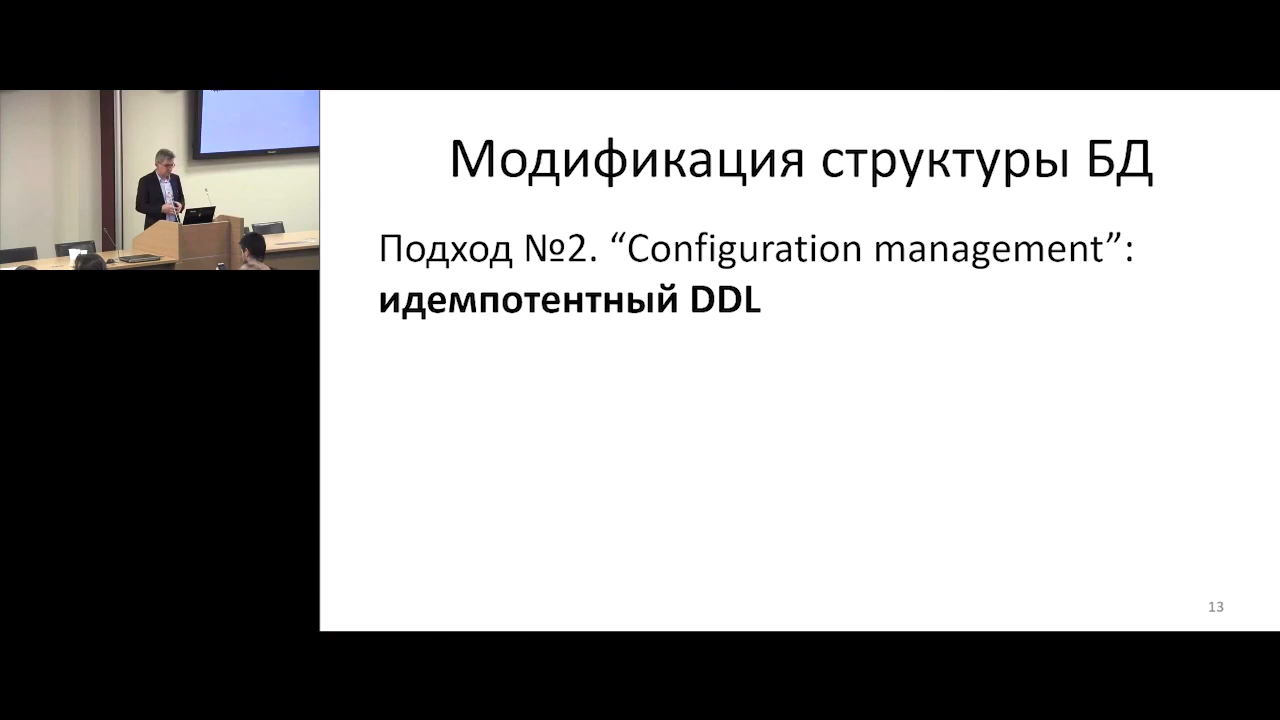 Модификация структуры БД
Подход №2. “Configuration management”:
идемпотентный DDL
13